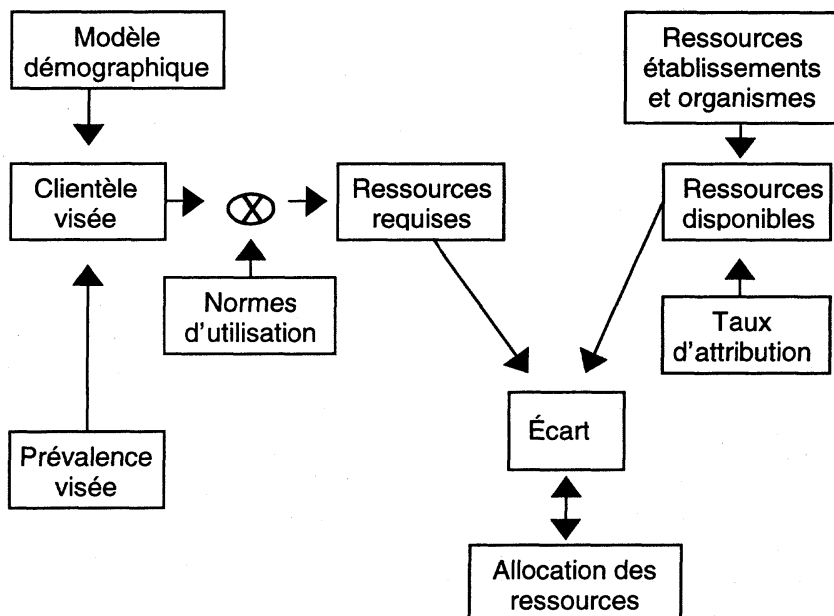 Modèle
démographique
Ressources
établissements
et organismes
Clientèle
visée
X
Ressources
requises
Ressources
disponibles
Normes
d'utilisation
Taux
d'attribution
Écart
Prévalence
visée
Allocation des
ressources